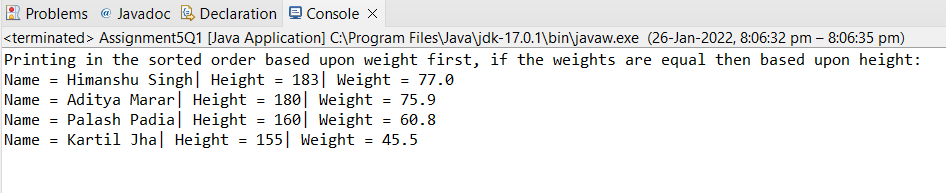 Problems @ Javadoc Declaration Console
<terminated> Assignment5Q1 [Java Application] C:\Program Files\Java\jdk-17.0.1\bin\javaw.exe (26-Jan-2022, 8:06:32 pm – 8:06:35 pm)
Printing in the sorted order based upon weight first, if the weights are equal then based upon height:
Name = Himanshu Singh| Height = 183| Weight = 77.0
Name = Aditya Marar| Height = 180| Weight = 75.9
Name = Palash Padia| Height = 160| Weight = 60.8
Name = Kartil Jha| Height = 155| Weight = 45.5